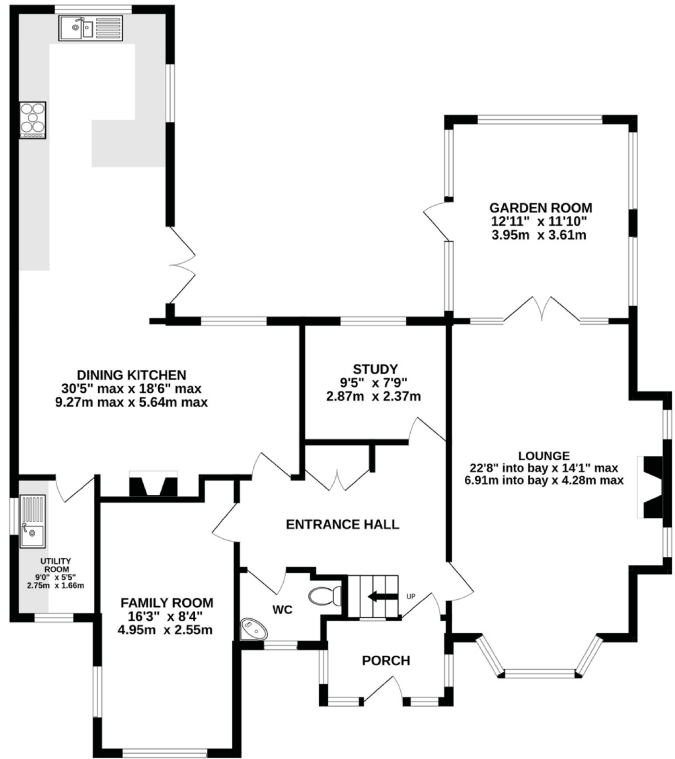 GARDEN ROOM
12'11" x 11'10"
3.95m x 3.61m
DINING KITCHEN
30'5" max x 18'6" max
9.27m max x 5.64m max
STUDY
9'5" x 7'9"
2.87m x 2.37m
LOUNGE
22'8" into bay x 14'1" max
6.91m into bay x 4.28m max
ENTRANCE HALL
UTILITY
ROOM
9'0" x 5'5"
2.75m x 1.66m
FAMILY ROOM
16'3" x 8'4"
4.95m x 2.55m
WC
UP
PORCH